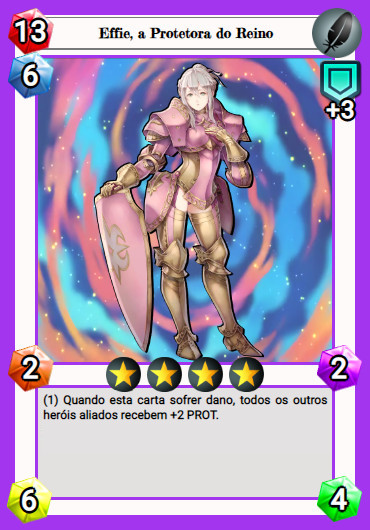 13
Effie, a Protetora do Reino
6
+3
2
2
(1) Quando esta carta sofrer dano, todos os outros
heróis aliados recebem +2 PROT.
6
4